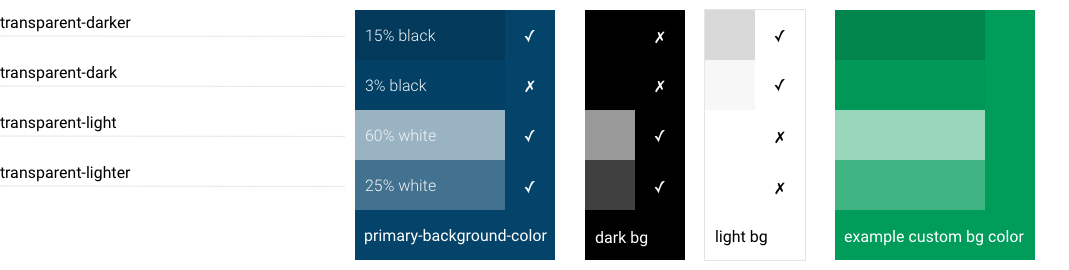 transparent-darker
15% black ✓ ✗ ✓
transparent-dark
3% black ✗ ✗ ✓
transparent-light
60% white ✓ ✓ ✗
transparent-lighter
25% white ✓ ✓ ✗
primary-background-color
dark bg
light bg
example custom bg color